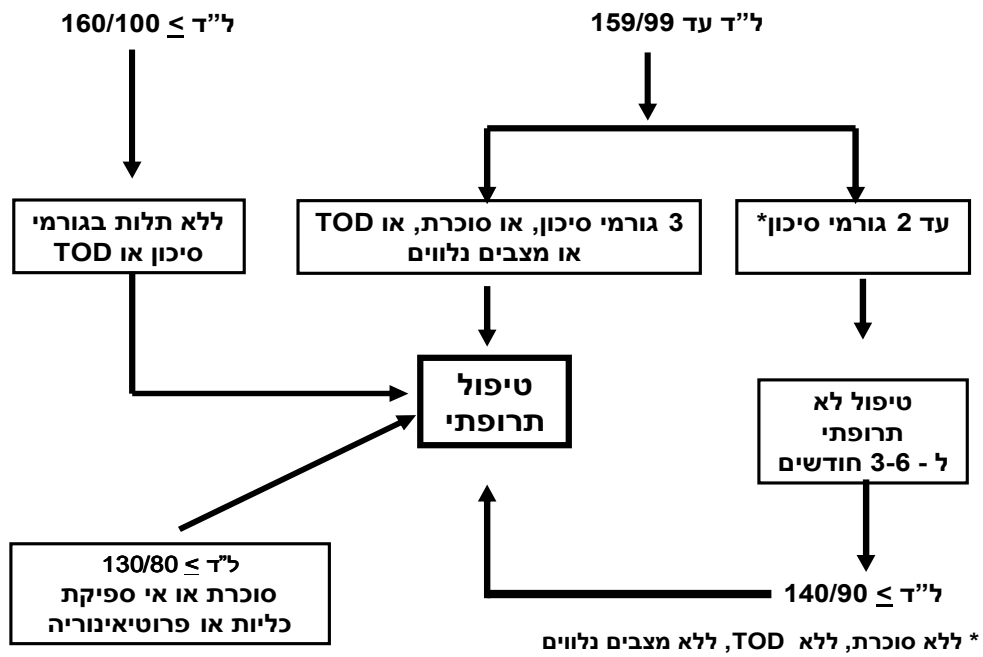 ל”ד ≥ 160/100
ל”ד עד 159/99
ללא תלות בגורמי
סיכון או TOD
3 גורמי סיכון, או סוכרת, או TOD
או מצבים נלווים
עד 2 גורמי סיכון*
טיפול
תרופתי
טיפול לא
תרופתי
ל - 3-6 חודשים
ל”ד ≥ 130/80
סוכרת או אי ספיקת
כליות או פרוטיאינוריה
ל”ד ≥ 140/90
* ללא סוכרת, ללא TOD, ללא מצבים נלווים